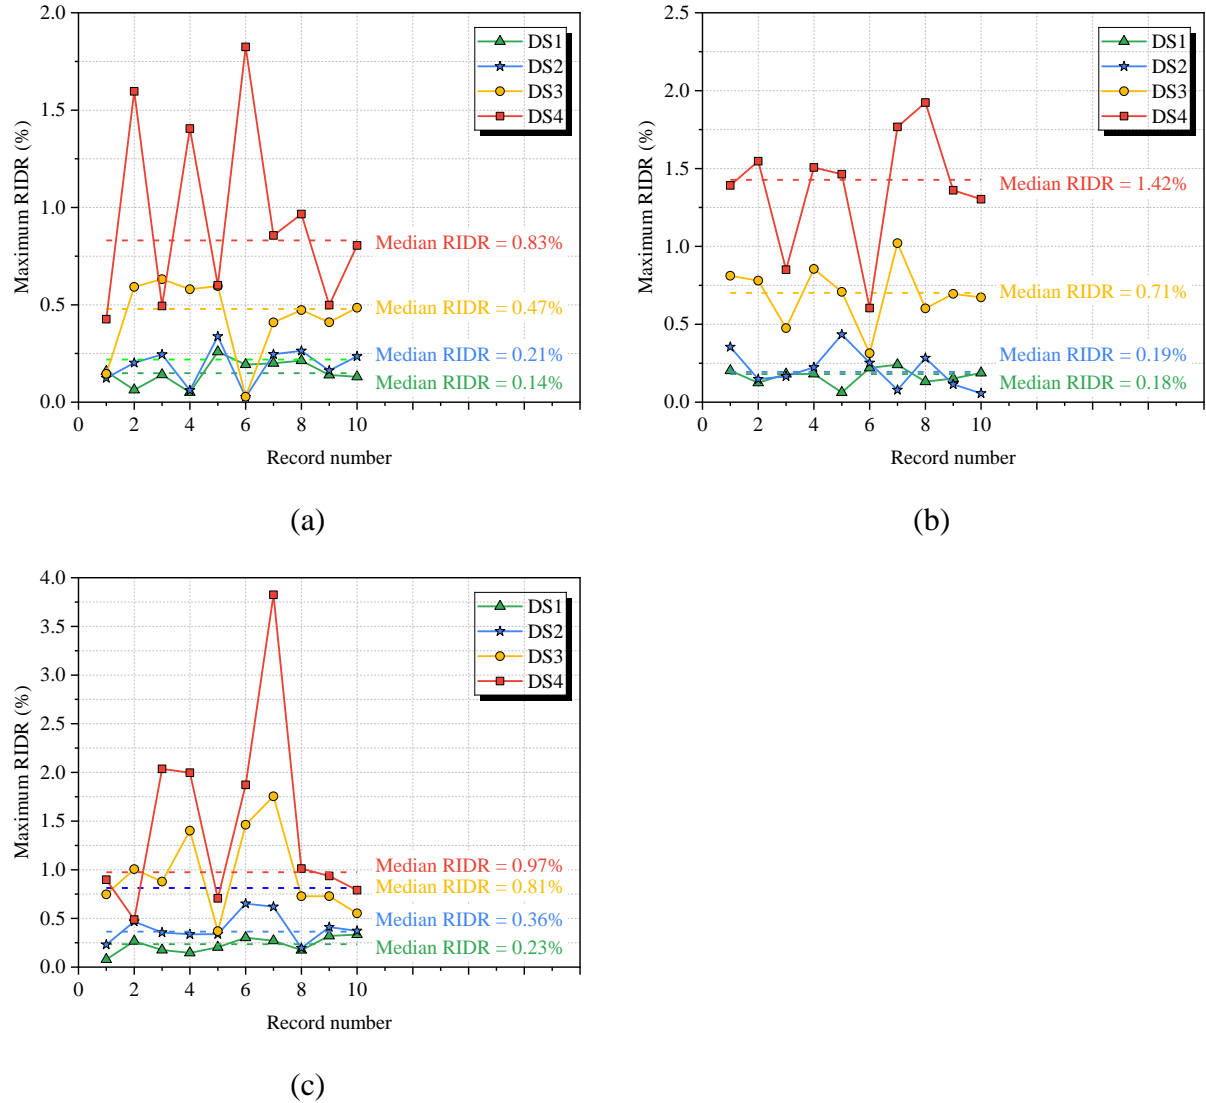 2.0
1.5
1.0
0.5
0.0
Maximum RIDR (%)
0 2 4 6 8 10
Record number
DS1
DS2
DS3
DS4
Median RIDR = 0.83%
Median RIDR = 0.47%
Median RIDR = 0.21%
Median RIDR = 0.14%
(a)
2.5
2.0
1.5
1.0
0.5
0.0
Maximum RIDR (%)
0 2 4 6 8 10
Record number
DS1
DS2
DS3
DS4
Median RIDR = 1.42%
Median RIDR = 0.71%
Median RIDR = 0.19%
Median RIDR = 0.18%
(b)
4.0
3.5
3.0
2.5
2.0
1.5
1.0
0.5
0.0
Maximum RIDR (%)
0 2 4 6 8 10
Record number
DS1
DS2
DS3
DS4
Median RIDR = 0.97%
Median RIDR = 0.81%
Median RIDR = 0.36%
Median RIDR = 0.23%
(c)